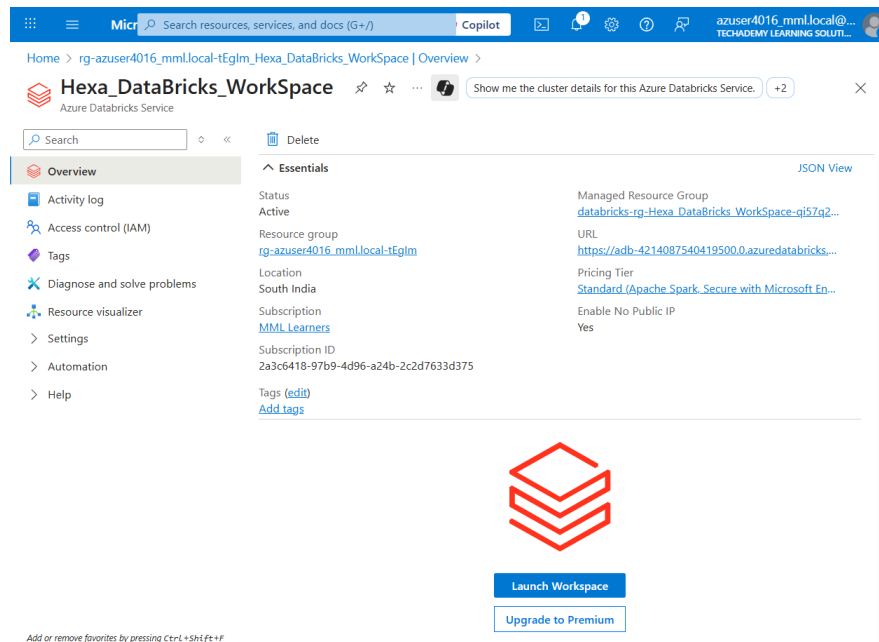 Micr
Search resources, services, and docs (G+/)
Copilot
1
azuser4016_mml.local@...
TECHADEMY LEARNING SOLUTI...
Home > rg-azuser4016_mml.local-tEgIm_Hexa_DataBricks_WorkSpace | Overview >
Hexa_DataBricks_WorkSpace
...
Show me the cluster details for this Azure Databricks Service.
+2
Azure Databricks Service
Search
Delete
Overview
Activity log
Access control (IAM)
Tags
Diagnose and solve problems
Resource visualizer
Settings
Automation
Help
Essentials
JSON View
Status
Active
Resource group
rg-azuser4016_mml.local-tEgIm
Location
South India
Subscription
MML Learners
Subscription ID
2a3c6418-97b9-4d96-a24b-2c2d7633d375
Tags (edit)
Add tags
Managed Resource Group
databricks-rg-Hexa_DataBricks_WorkSpace-qi57q2...
URL
https://adb-4214087540419500.0.azuredatabricks,...
Pricing Tier
Standard (Apache Spark, Secure with Microsoft En...
Enable No Public IP
Yes
Launch Workspace
Upgrade to Premium
Add or remove favorites by pressing Ctrl+Shift+F